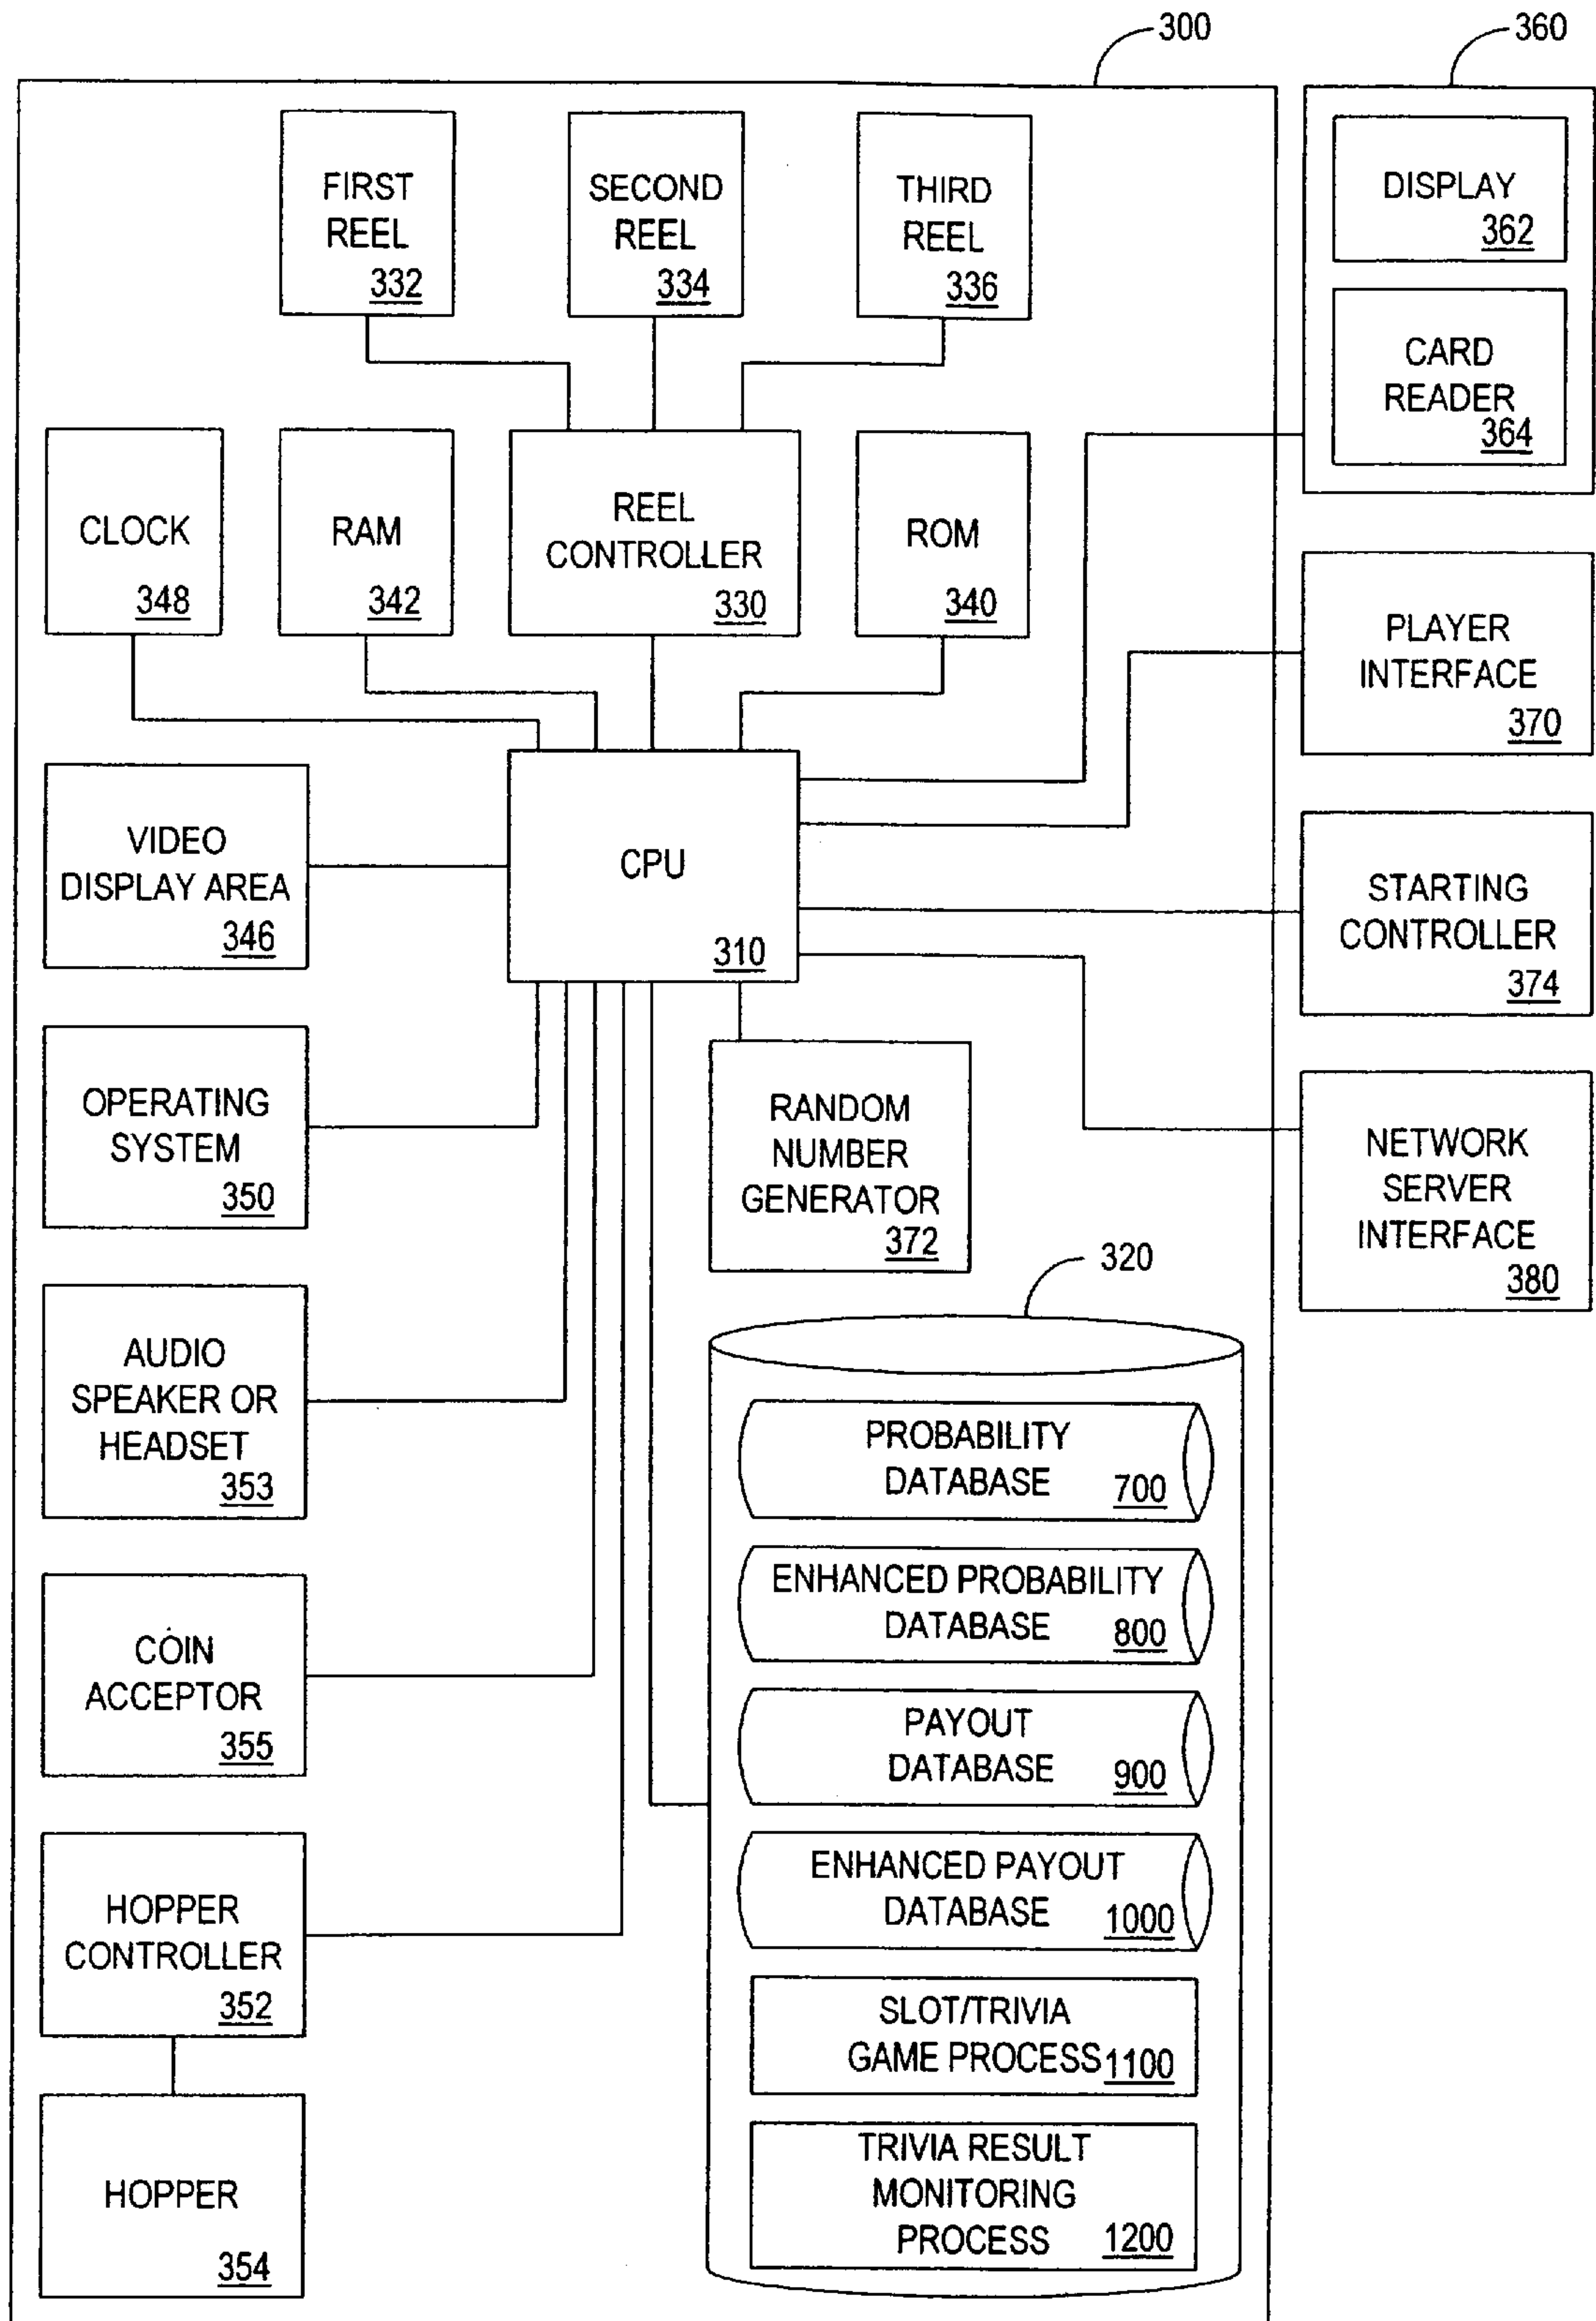 300
360
FIRST
REEL
332
SECOND
REEL
334
THIRD
REEL
336
DISPLAY
362
CARD
READER
364
CLOCK
348
RAM
342
REEL
CONTROLLER
330
ROM
340
PLAYER
INTERFACE
370
VIDEO
DISPLAY AREA
346
CPU
310
STARTING
CONTROLLER
374
OPERATING
SYSTEM
350
RANDOM
NUMBER
GENERATOR
372
NETWORK
SERVER
INTERFACE
380
320
AUDIO
SPEAKER OR
HEADSET
353
PROBABILITY
DATABASE
700
ENHANCED PROBABILITY
DATABASE
800
COIN
ACCEPTOR
355
PAYOUT
DATABASE
900
ENHANCED PAYOUT
DATABASE
1000
HOPPER
CONTROLLER
352
SLOT/TRIVIA
GAME PROCESS 1100
HOPPER
354
TRIVIA RESULT
MONITORING
PROCESS
1200